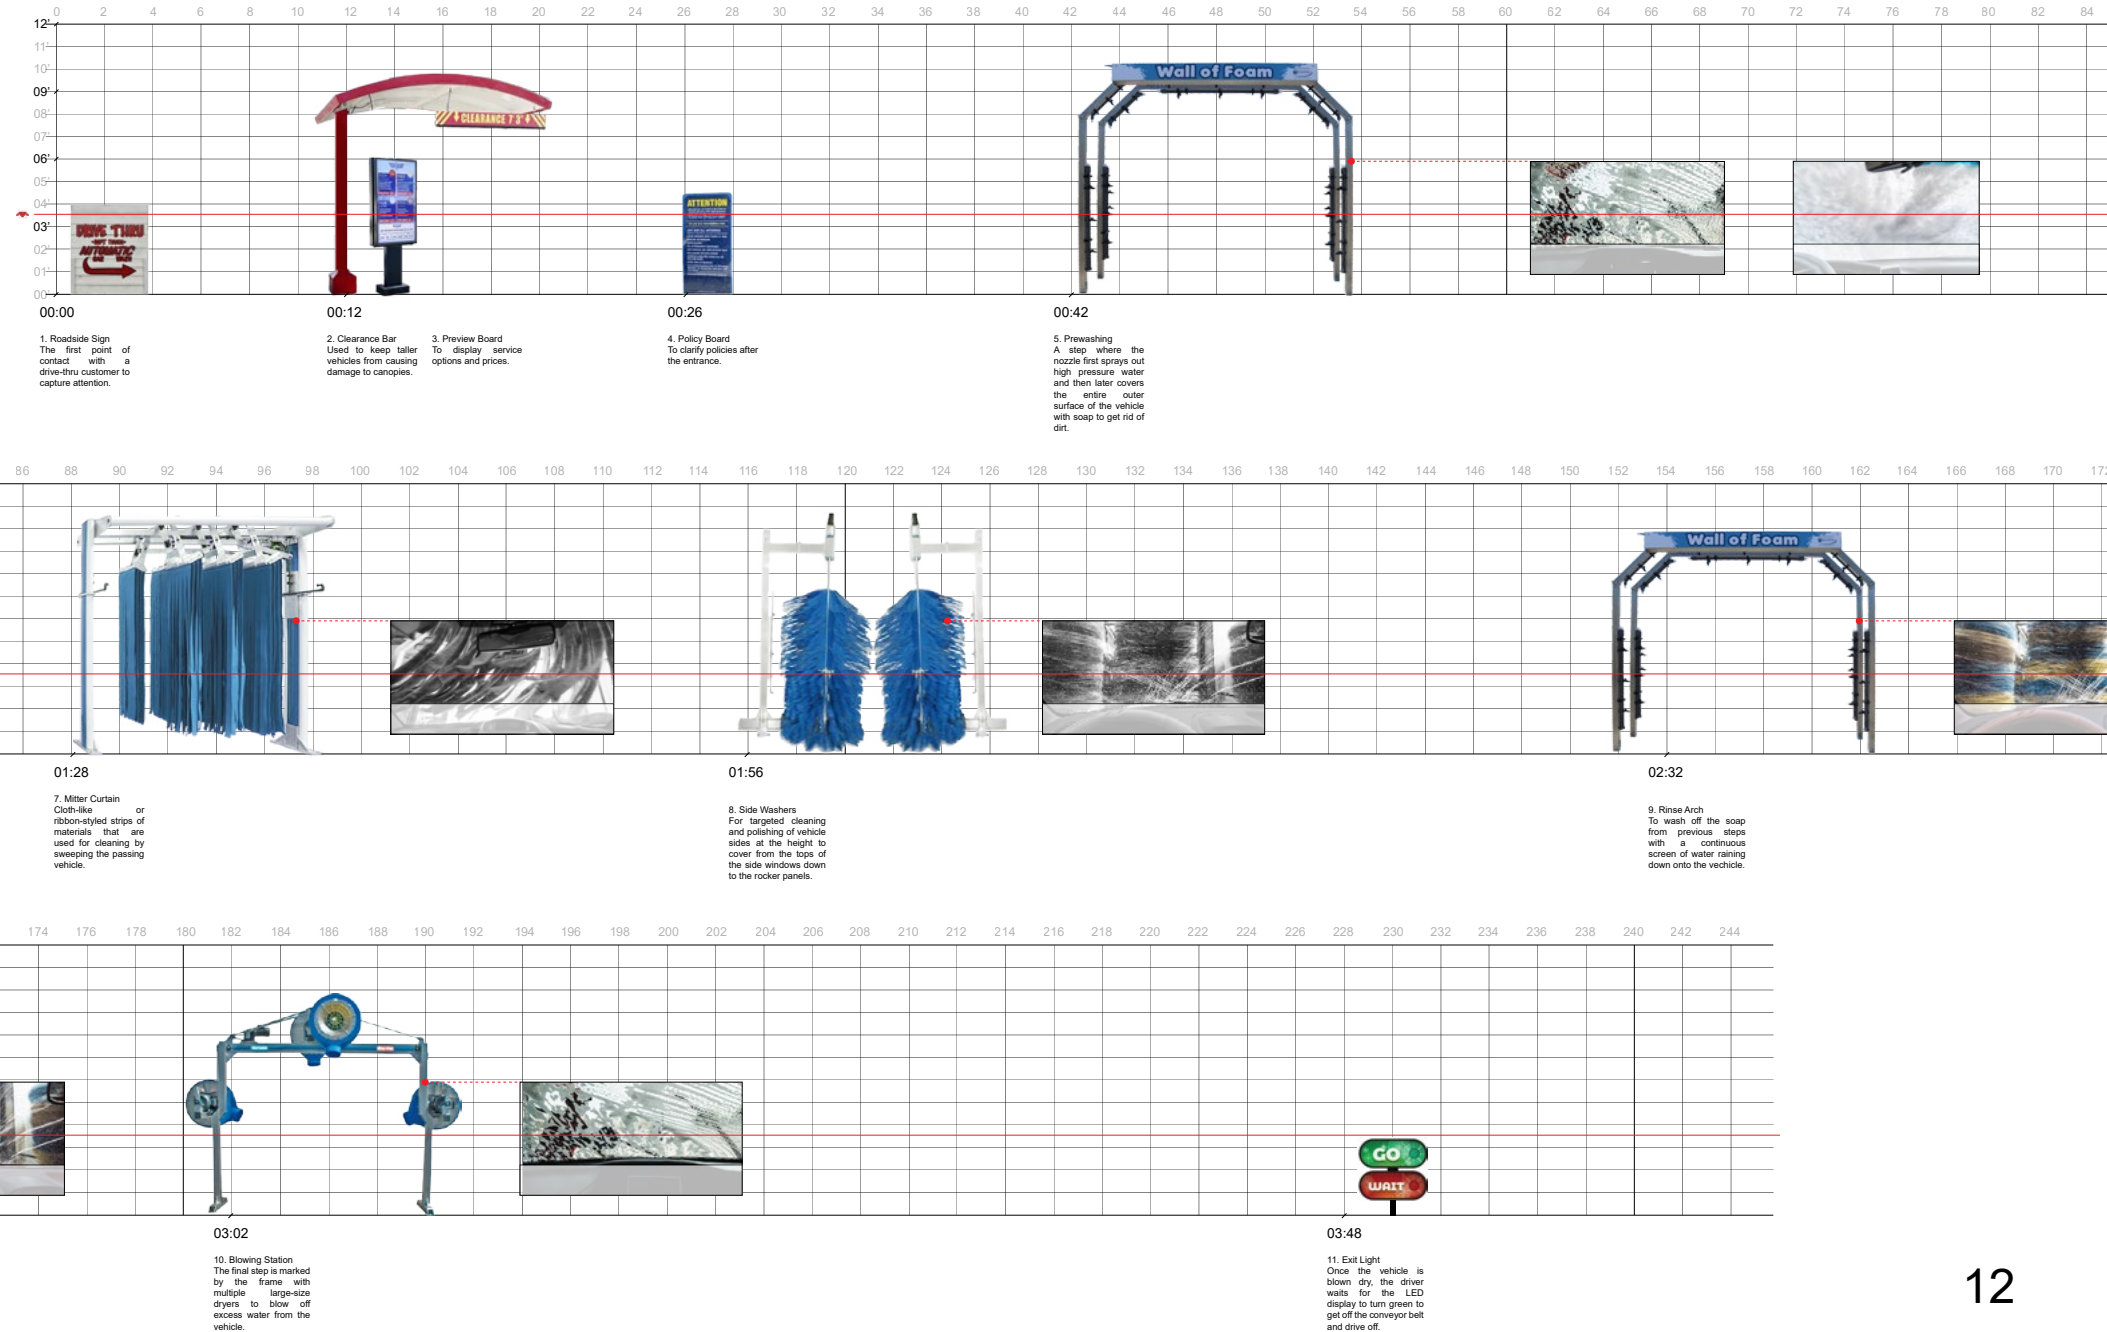 0 2 4 6 8 10 12 14 16 18 20 22 24 26 28 30 32 34 36 38 40 42 44 46 48 50 52 54 56 58 60 62 64 66 68 70 72 74 76 78 80 82 84
12'
11'
10'
09'
08'
07'
06'
05'
04'
03'
02'
01'
00'
DRIVE THRU
AUTOMATIC
CLEARANCE 7'3"
ATTENTION
Wall of Foam
00:00
1. Roadside Sign
The first point of
contact with a
drive-thru customer to
capture attention.
00:12
2. Clearance Bar
Used to keep taller
vehicles from causing
damage to canopies.
3. Preview Board
To display service
options and prices.
00:26
4. Policy Board
To clarify policies after
the entrance.
00:42
5. Prewashing
A step where the
nozzle first sprays out
high pressure water
and then later covers
the entire outer
surface of the vehicle
with soap to get rid of
dirt.
86 88 90 92 94 96 98 100 102 104 106 108 110 112 114 116 118 120 122 124 126 128 130 132 134 136 138 140 142 144 146 148 150 152 154 156 158 160 162 164 166 168 170 172
Wall of Foam
01:28
7. Mitter Curtain
Cloth-like or
ribbon-styled strips of
materials that are
used for cleaning by
sweeping the passing
vehicle.
01:56
8. Side Washers
For targeted cleaning
and polishing of vehicle
sides at the height to
cover from the tops of
the side windows down
to the rocker panels.
02:32
9. Rinse Arch
To wash off the soap
from previous steps
with a continuous
screen of water raining
down onto the vechicle.
174 176 178 180 182 184 186 188 190 192 194 196 198 200 202 204 206 208 210 212 214 216 218 220 222 224 226 228 230 232 234 236 238 240 242 244
GO
WAIT
03:02
10. Blowing Station
The final step is marked
by the frame with
multiple large-size
dryers to blow off
excess water from the
vehicle.
03:48
11. Exit Light
Once the vehicle is
blown dry, the driver
waits for the LED
display to turn green to
get off the conveyor belt
and drive off.
12